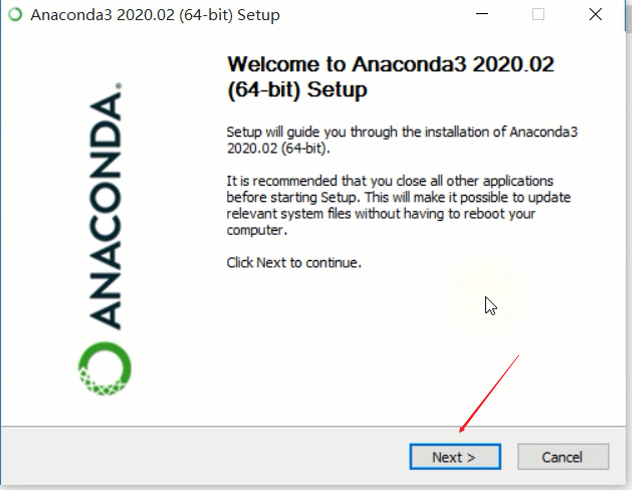 Anaconda3 2020.02 (64-bit) Setup
Welcome to Anaconda3 2020.02
(64-bit) Setup
Setup will guide you through the installation of Anaconda3
2020.02 (64-bit).
It is recommended that you close all other applications
before starting Setup. This will make it possible to update
relevant system files without having to reboot your
computer.
Click Next to continue.
ANACONDA.
Next >
Cancel